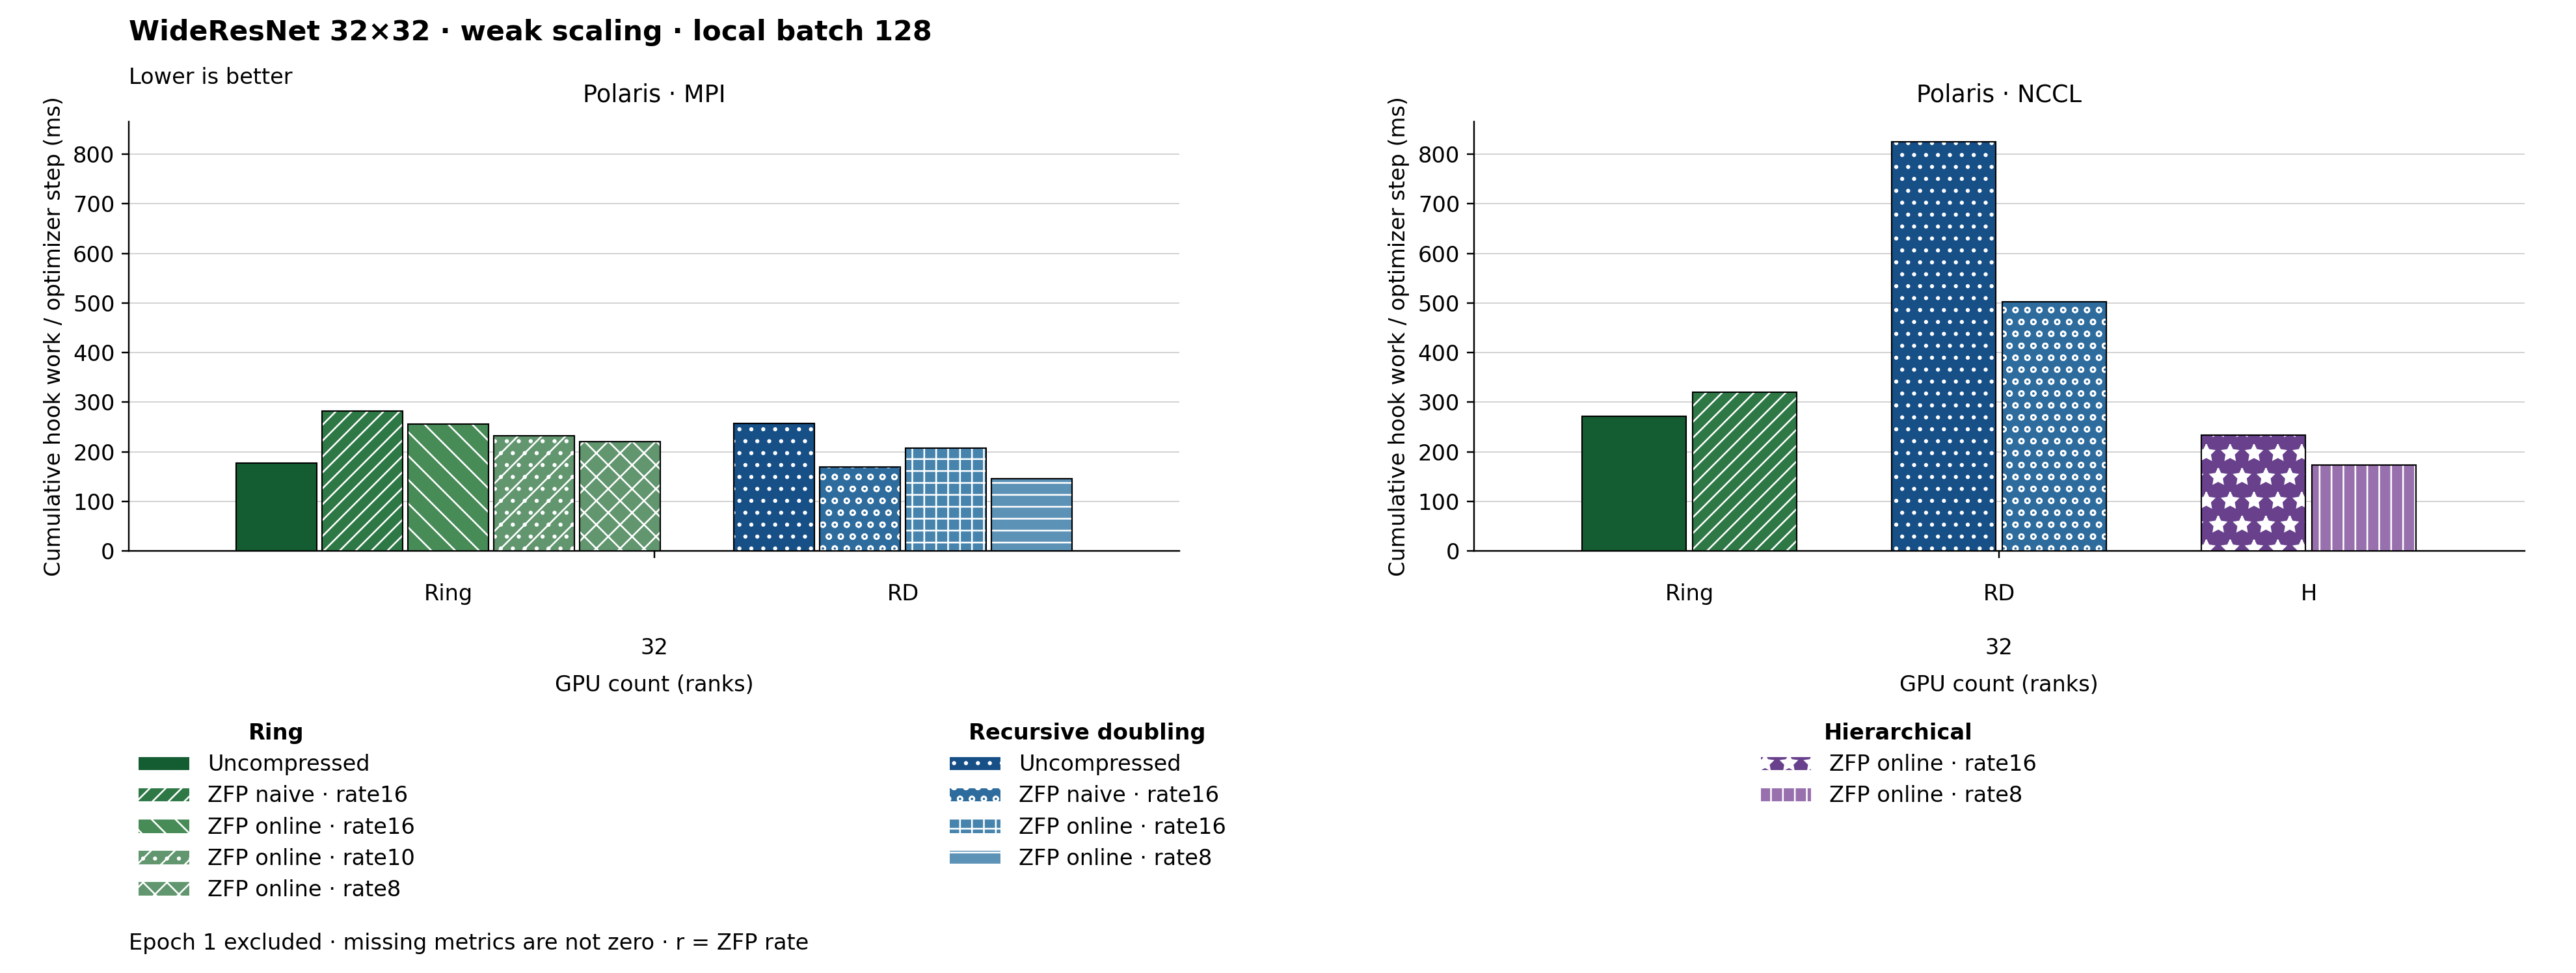 WideResNet 32×32 · weak scaling · local batch 128
Lower is better
Polaris · MPI
Cumulative hook work / optimizer step (ms)
800
700
600
500
400
300
200
100
0
Ring
RD
32
GPU count (ranks)
Polaris · NCCL
Cumulative hook work / optimizer step (ms)
800
700
600
500
400
300
200
100
0
Ring
RD
H
32
GPU count (ranks)
Ring
Uncompressed
ZFP naive · rate16
ZFP online · rate16
ZFP online · rate10
ZFP online · rate8
Recursive doubling
Uncompressed
ZFP naive · rate16
ZFP online · rate16
ZFP online · rate8
Hierarchical
ZFP online · rate16
ZFP online · rate8
Epoch 1 excluded · missing metrics are not zero · r = ZFP rate